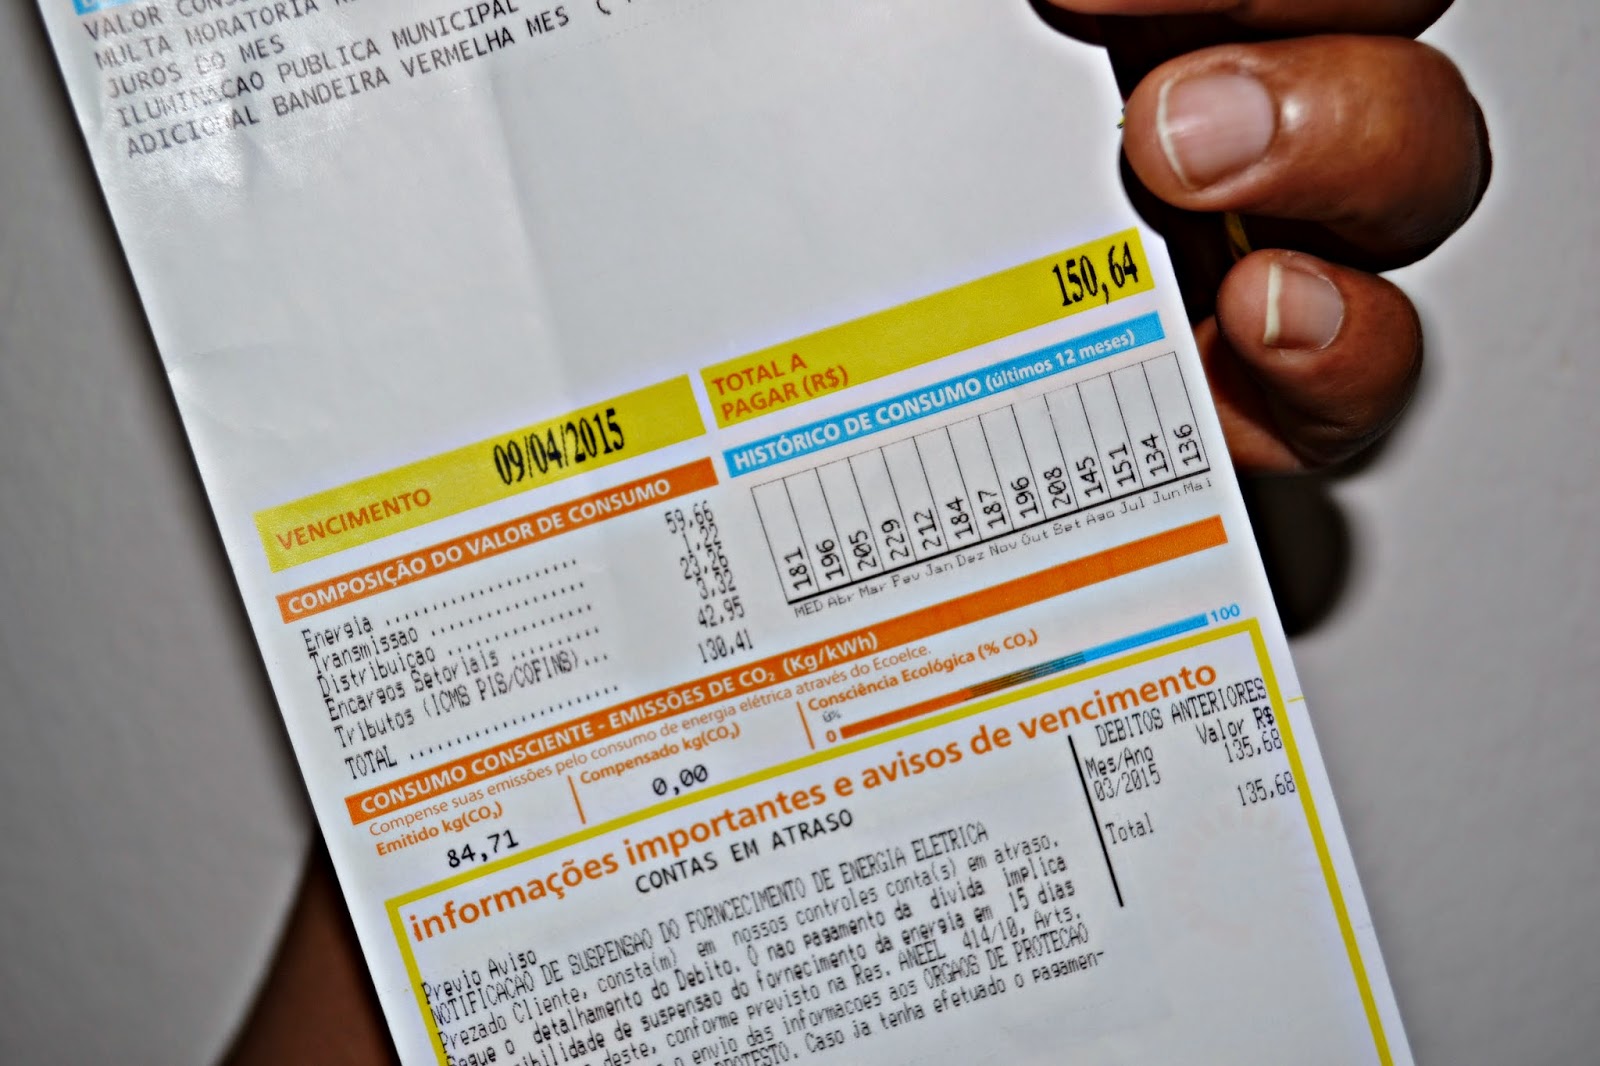 VALOR CONS
MULTA MORATORIA
JUROS DO MES
ILUMINACAO PUBLICA MUNICIPAL
ADICIONAL BANDEIRA VERMELHA MES (
VENCIMENTO 09/04/2015
TOTAL A
PAGAR (R$)
150,64
COMPOSIÇÃO DO VALOR DE CONSUMO
Energia .................... 59,66
Transmissao ................ 1,22
Distribuiçao ............... 23,26
Encargos Setoriais ......... 3,32
Tributos (ICMS PIS/COFINS)... 42,95
TOTAL ...................... 130,41
HISTÓRICO DE CONSUMO (últimos 12 meses)
181 196 205 229 212 184 187 196 208 145 151 134 136
MED Abr Mar Fev Jan Dez Nov Out Set Ago Jul Jun Mai
CONSUMO CONSCIENTE - EMISSÕES DE CO₂ (Kg/kWh)
Compense suas emissões pelo consumo de energia elétrica através do Ecoelce.
Emitido kg(CO₂)
84,71
Compensado kg(CO₂)
0,00
Consciência Ecológica (% CO₂)
0%
0 100
informações importantes e avisos de vencimento
CONTAS EM ATRASO
Previo Aviso
NOTIFICACAO DE SUSPENSAO DO FORNCECIMENTO DE ENERGIA ELETRICA
Prezado Cliente, consta(m) em nossos controles conta(s) em atraso.
Segue o detalhamento do Debito. O nao pagamento da divida implica
ibilidade de suspensao do fornecimento da energia em 15 dias
deste, conforme previsto na Res. ANEEL 414/10, Arts.
o envio das informacoes aos ORGAOS DE PROTECAO
PROTESTO. Caso ja tenha efetuado o pagamen-
DEBITOS ANTERIORES
Mes/Ano Valor R$
03/2015 135,68
Total 135,68